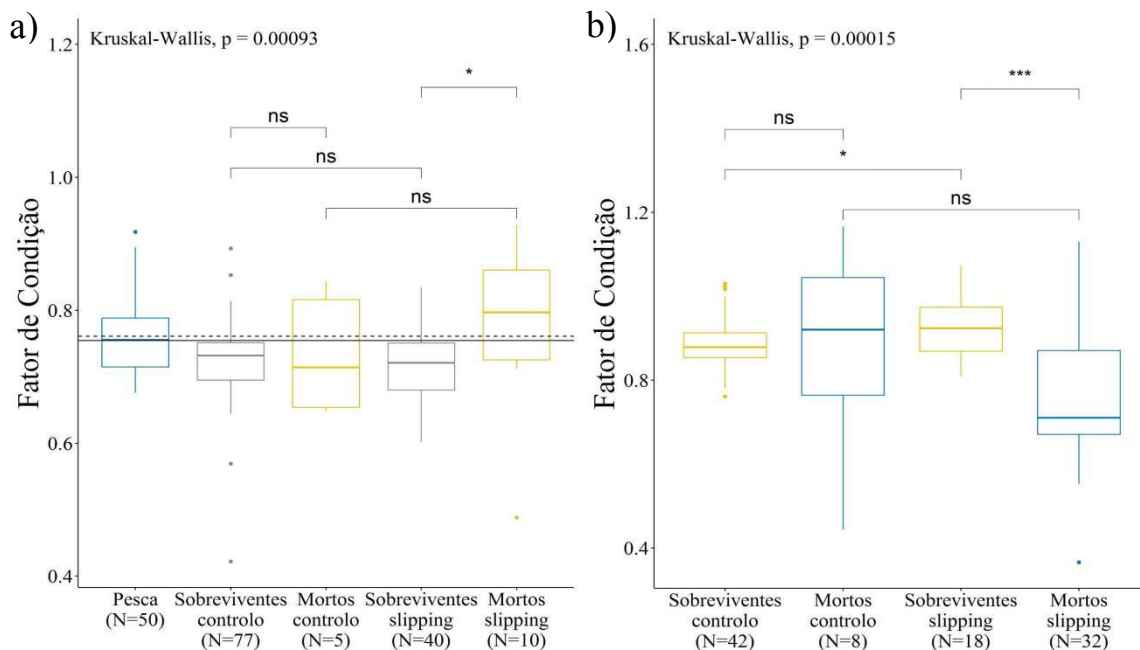 a)
Kruskal-Wallis, p = 0.00093
*
ns
ns
ns
Fator de Condição
1.2
1.0
0.8
0.6
0.4
Pesca
(N=50)
Sobreviventes
controlo
(N=77)
Mortos
controlo
(N=5)
Sobreviventes
slipping
(N=40)
Mortos
slipping
(N=10)
b)
Kruskal-Wallis, p = 0.00015
***
ns
*
ns
Fator de Condição
1.6
1.2
0.8
0.4
Sobreviventes
controlo
(N=42)
Mortos
controlo
(N=8)
Sobreviventes
slipping
(N=18)
Mortos
slipping
(N=32)